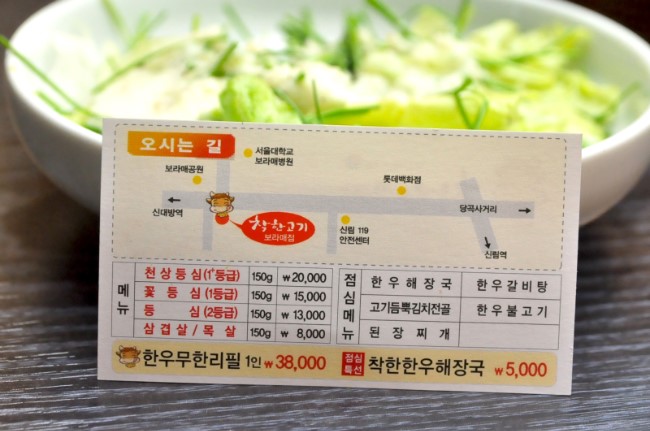 오시는 길
서울대학교
보라매병원
보라매공원
롯데백화점
신대방역
착한고기
보라매점
신림 119
안전센터
당곡사거리
신림역
메뉴
천상등심 (1⁺등급) 150g ₩20,000
꽃등심 (1등급) 150g ₩15,000
등심 (2등급) 150g ₩13,000
삼겹살/목살 150g ₩8,000
점심메뉴
한우해장국 한우갈비탕
고기듬뿍김치전골 한우불고기
된장찌개
한우무한리필 1인 ₩38,000
점심특선 착한한우해장국 ₩5,000